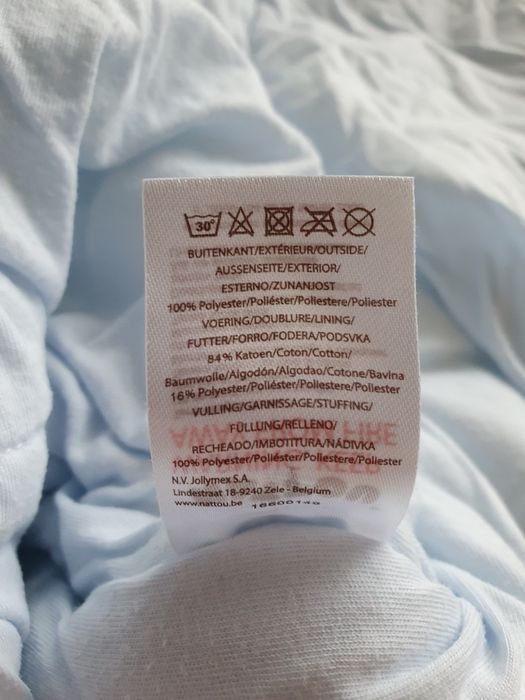 30°
BUITENKANT/EXTÉRIEUR/OUTSIDE/
AUSSENSEITE/EXTERIOR/
ESTERNO/ZUNANJOST
100% Polyester/Poliéster/Poliestere/Poliester
VOERING/DOUBLURE/LINING/
FUTTER/FORRO/FODERA/PODSVKA
84% Katoen/Coton/Cotton/
Baumwolle/Algodón/Algodao/Cotone/Bavina
16% Polyester/Poliéster/Poliestere/Poliester
VULLING/GARNISSAGE/STUFFING/
FÜLLUNG/RELLENO/
RECHEADO/IMBOTITURA/NÁDIVKA
100% Polyester/Poliéster/Poliestere/Poliester
N.V. Jollymex S.A.
Lindestraat 18-9240 Zele - Belgium
www.nattou.be